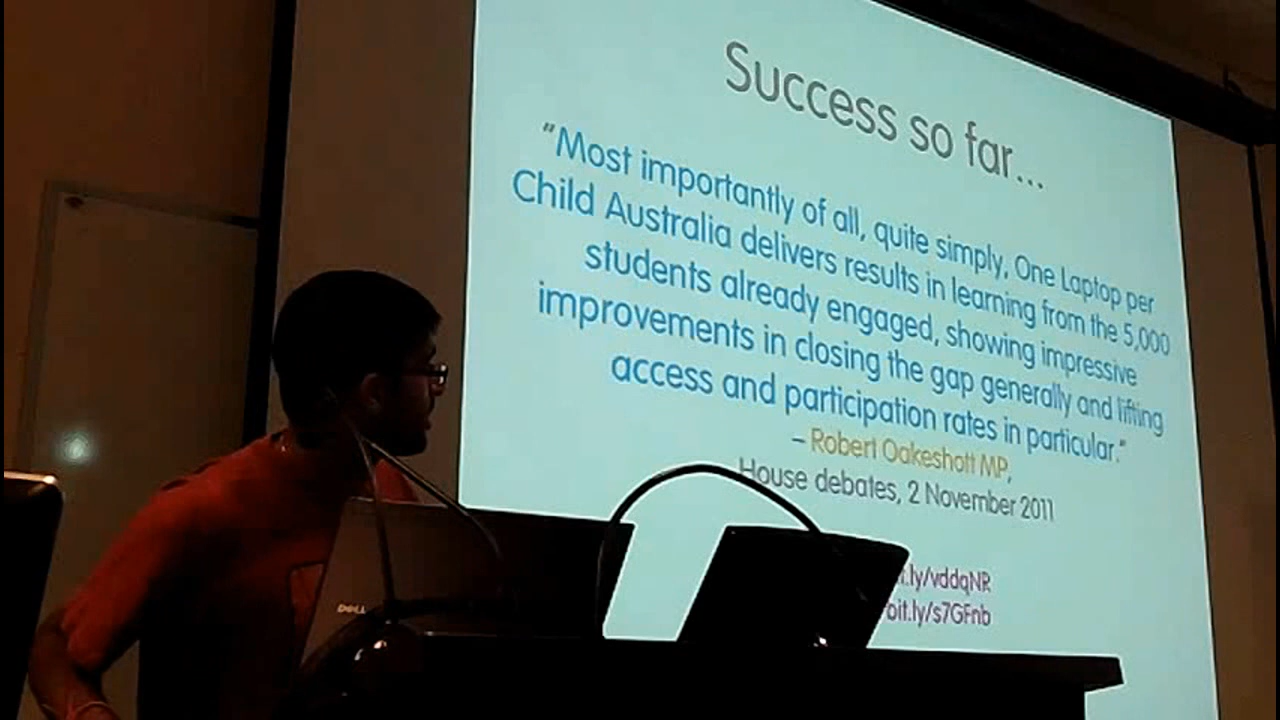 Success so far...
"Most importantly of all, quite simply, One Laptop per
Child Australia delivers results in learning from the 5,000
students already engaged, showing impressive
improvements in closing the gap generally and lifting
access and participation rates in particular."
– Robert Oakeshott MP,
House debates, 2 November 2011
.ly/vddqNR
bit.ly/s7GFnb
DELL